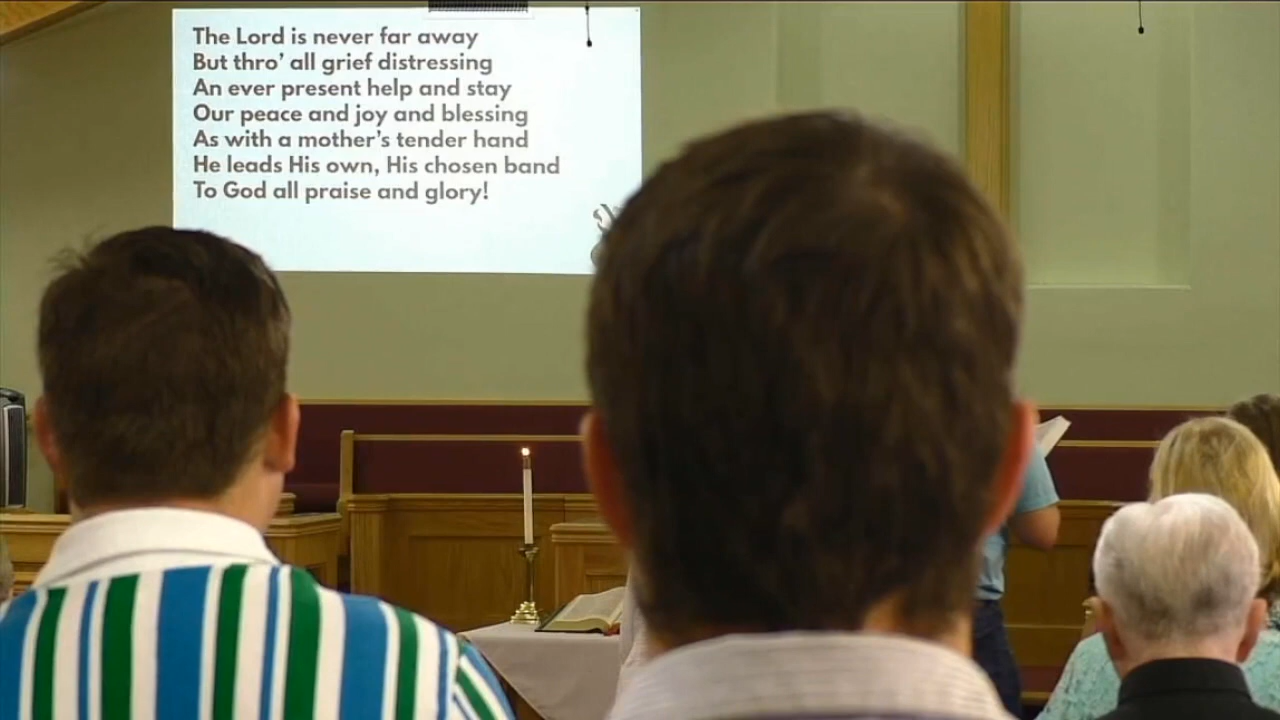 The Lord is never far away
But thro' all grief distressing
An ever present help and stay
Our peace and joy and blessing
As with a mother's tender hand
He leads His own, His chosen band
To God all praise and glory!